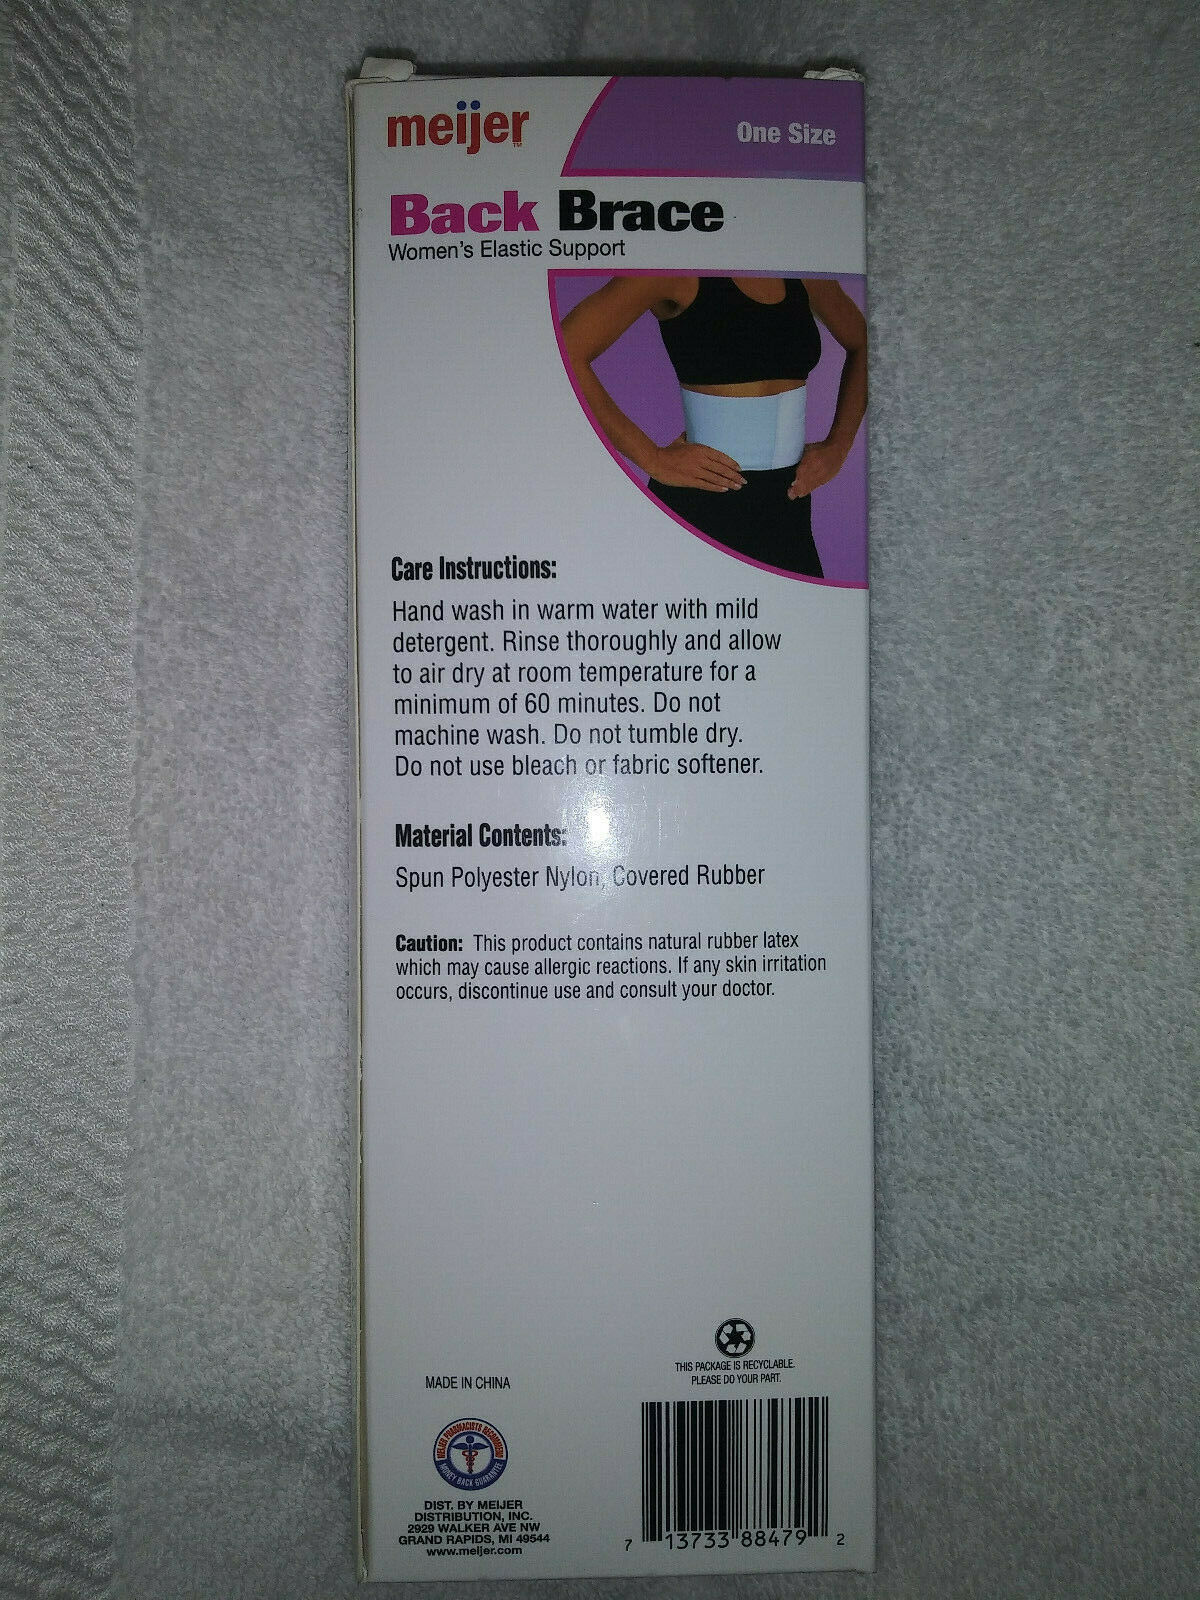 meijer™
One Size
Back Brace
Women's Elastic Support
Care Instructions:
Hand wash in warm water with mild
detergent. Rinse thoroughly and allow
to air dry at room temperature for a
minimum of 60 minutes. Do not
machine wash. Do not tumble dry.
Do not use bleach or fabric softener.
Material Contents:
Spun Polyester Nylon, Covered Rubber
Caution: This product contains natural rubber latex
which may cause allergic reactions. If any skin irritation
occurs, discontinue use and consult your doctor.
THIS PACKAGE IS RECYCLABLE.
PLEASE DO YOUR PART.
MADE IN CHINA
MEIJER PHARMACISTS RECOMMEND
MONEY BACK GUARANTEE
DIST. BY MEIJER
DISTRIBUTION, INC.
2929 WALKER AVE NW
GRAND RAPIDS, MI 49544
www.meijer.com
7 13733 88479 2